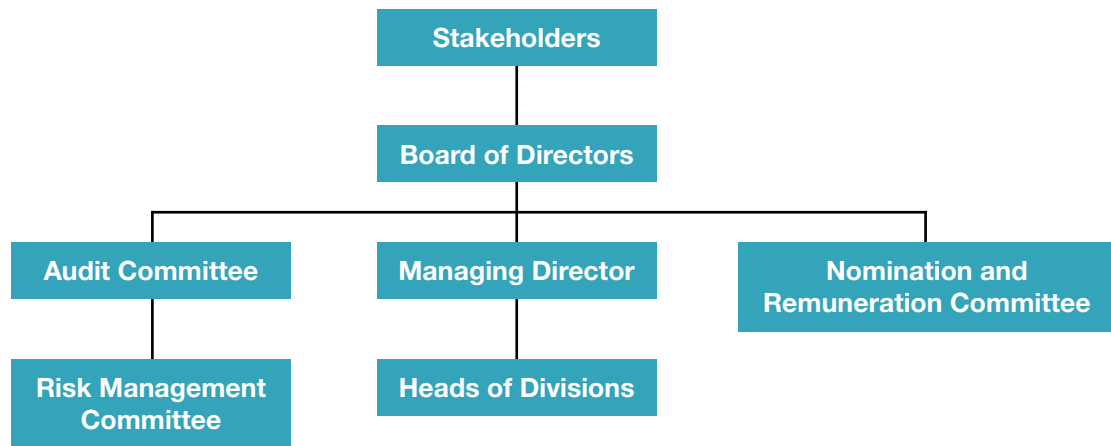 Stakeholders
Board of Directors
Audit Committee
Managing Director
Nomination and
Remuneration Committee
Risk Management
Committee
Heads of Divisions